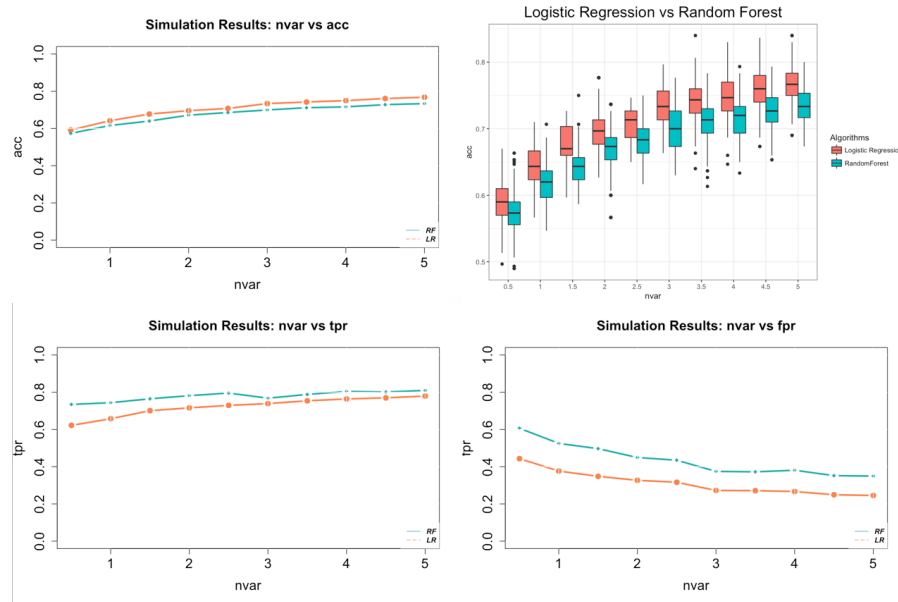 Simulation Results: nvar vs acc
acc
0.0
0.2
0.4
0.6
0.8
1.0
1
2
3
4
5
nvar
RF
LR
Logistic Regression vs Random Forest
acc
0.8
0.7
0.6
0.5
0.5
1
1.5
2
2.5
3
3.5
4
4.5
5
nvar
Algorithms
Logistic Regressio
RandomForest
Simulation Results: nvar vs tpr
tpr
0.0
0.2
0.4
0.6
0.8
1.0
1
2
3
4
5
nvar
RF
LR
Simulation Results: nvar vs fpr
tpr
0.0
0.2
0.4
0.6
0.8
1.0
1
2
3
4
5
nvar
RF
LR